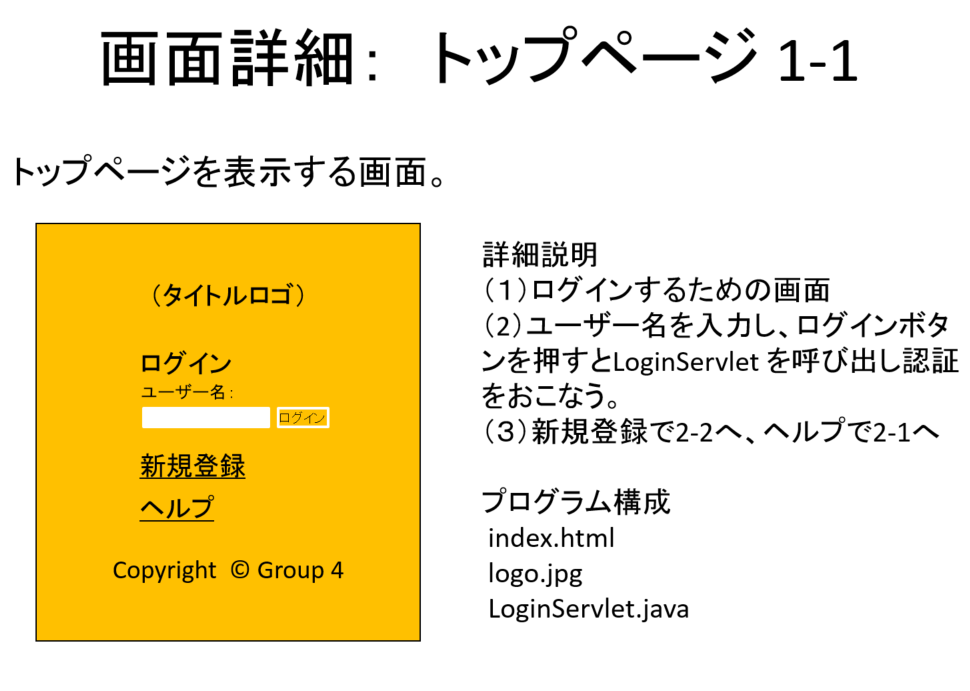 画面詳細： トップページ 1-1
トップページを表示する画面。
（タイトルロゴ）
ログイン
ユーザー名：
ログイン
新規登録
ヘルプ
Copyright © Group 4
詳細説明
（１）ログインするための画面
（2）ユーザー名を入力し、ログインボタ
ンを押すとLoginServlet を呼び出し認証
をおこなう。
（３）新規登録で2-2へ、ヘルプで2-1へ
プログラム構成
index.html
logo.jpg
LoginServlet.java